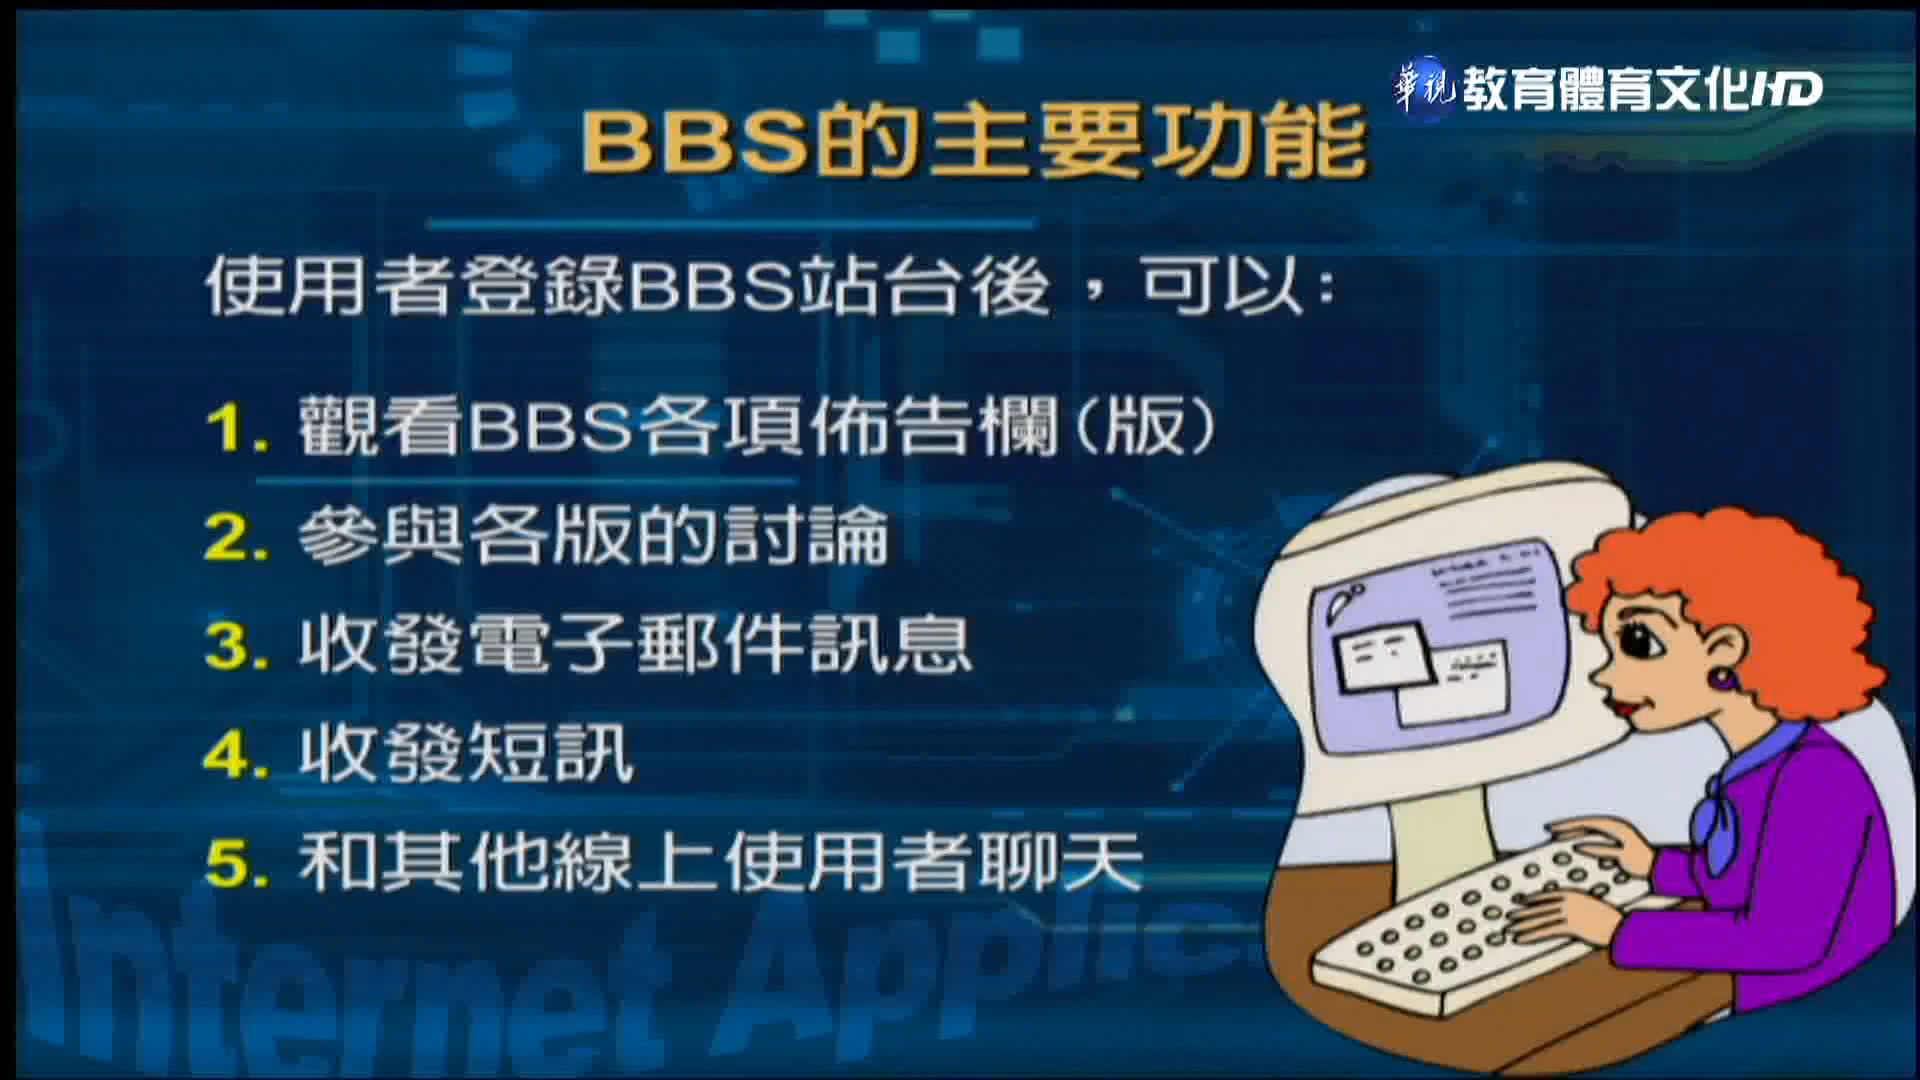 華視 教育體育文化HD
BBS的主要功能
使用者登錄BBS站台後，可以：
1. 觀看BBS各項佈告欄(版)
2. 參與各版的討論
3. 收發電子郵件訊息
4. 收發短訊
5. 和其他線上使用者聊天
Internet Applic